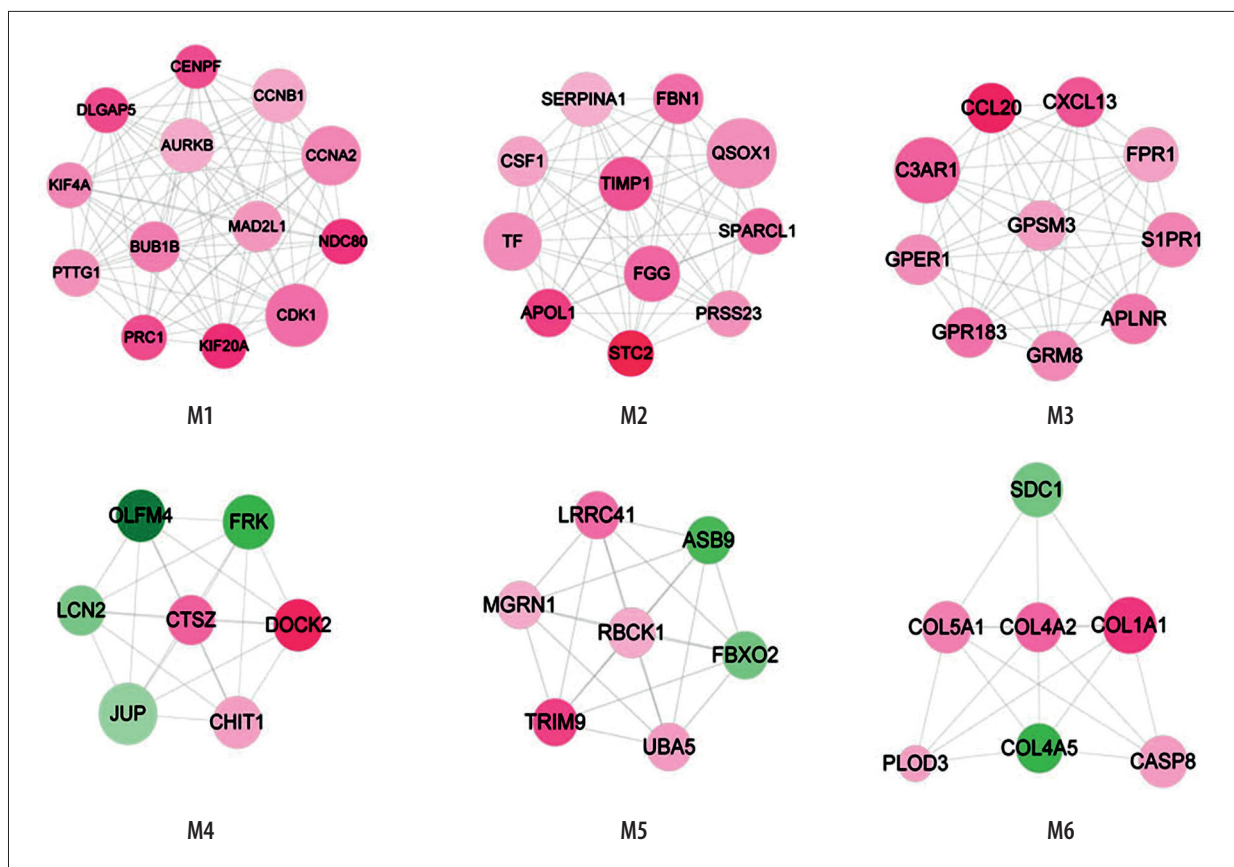 CENPF
CCNB1
DLGAP5
AURKB
CCNA2
KIF4A
MAD2L1
BUB1B
NDC80
PTTG1
CDK1
PRC1
KIF20A
M1
SERPINA1
FBN1
QSOX1
CSF1
TIMP1
SPARCL1
TF
FGG
APOL1
PRSS23
STC2
M2
CCL20
CXCL13
FPR1
C3AR1
GPSM3
S1PR1
GPER1
APLNR
GPR183
GRM8
M3
OLFM4
FRK
LCN2
CTSZ
DOCK2
JUP
CHIT1
M4
LRRC41
ASB9
MGRN1
RBCK1
FBXO2
TRIM9
UBA5
M5
SDC1
COL5A1
COL4A2
COL1A1
PLOD3
COL4A5
CASP8
M6